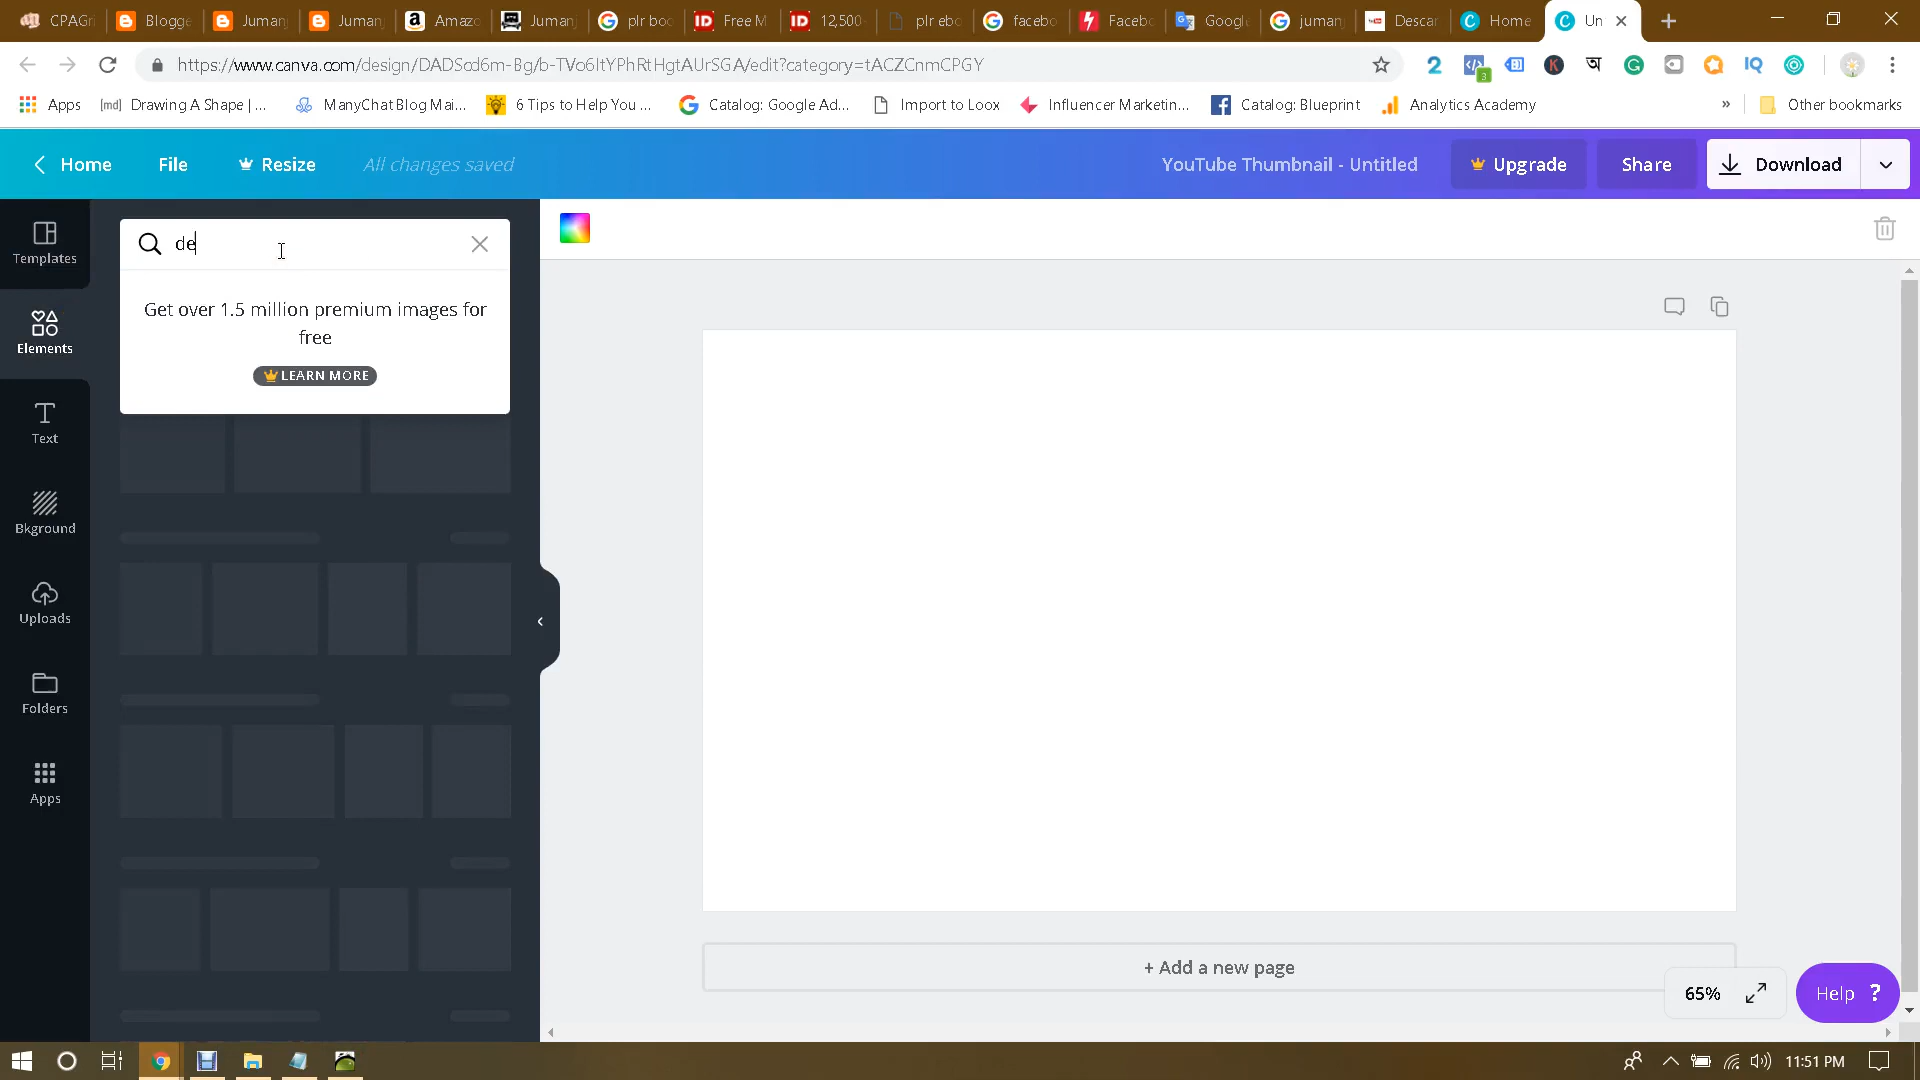 CPAGri
Blogge
Juman
Juman
Amazo
Juman
plr boo
Free M
12,500
plr ebo
facebo
Facebo
Google
juman
Descar
Home
Un
https://www.canva.com/design/DADScd6m-Bg/b-TVo6ItYPhRtHgtAUrSGA/edit?category=tACZCnmCPGY
Apps
[md] Drawing A Shape | ...
ManyChat Blog Mai...
6 Tips to Help You ...
Catalog: Google Ad...
Import to Loox
Influencer Marketin...
Catalog: Blueprint
Analytics Academy
»
Other bookmarks
Home
File
Resize
All changes saved
YouTube Thumbnail - Untitled
Upgrade
Share
Download
Templates
Elements
Text
Bkground
Uploads
Folders
Apps
de
Get over 1.5 million premium images for
free
LEARN MORE
+ Add a new page
65%
Help ?
11:51 PM